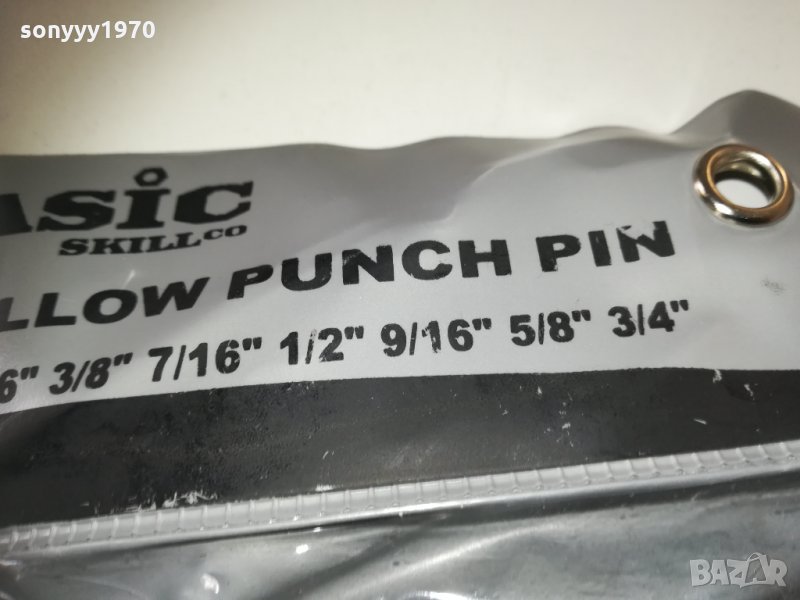 sonyyy1970
ASIC
SKILLCO
LLOW PUNCH PIN
6" 3/8" 7/16" 1/2" 9/16" 5/8" 3/4"
BAZAR